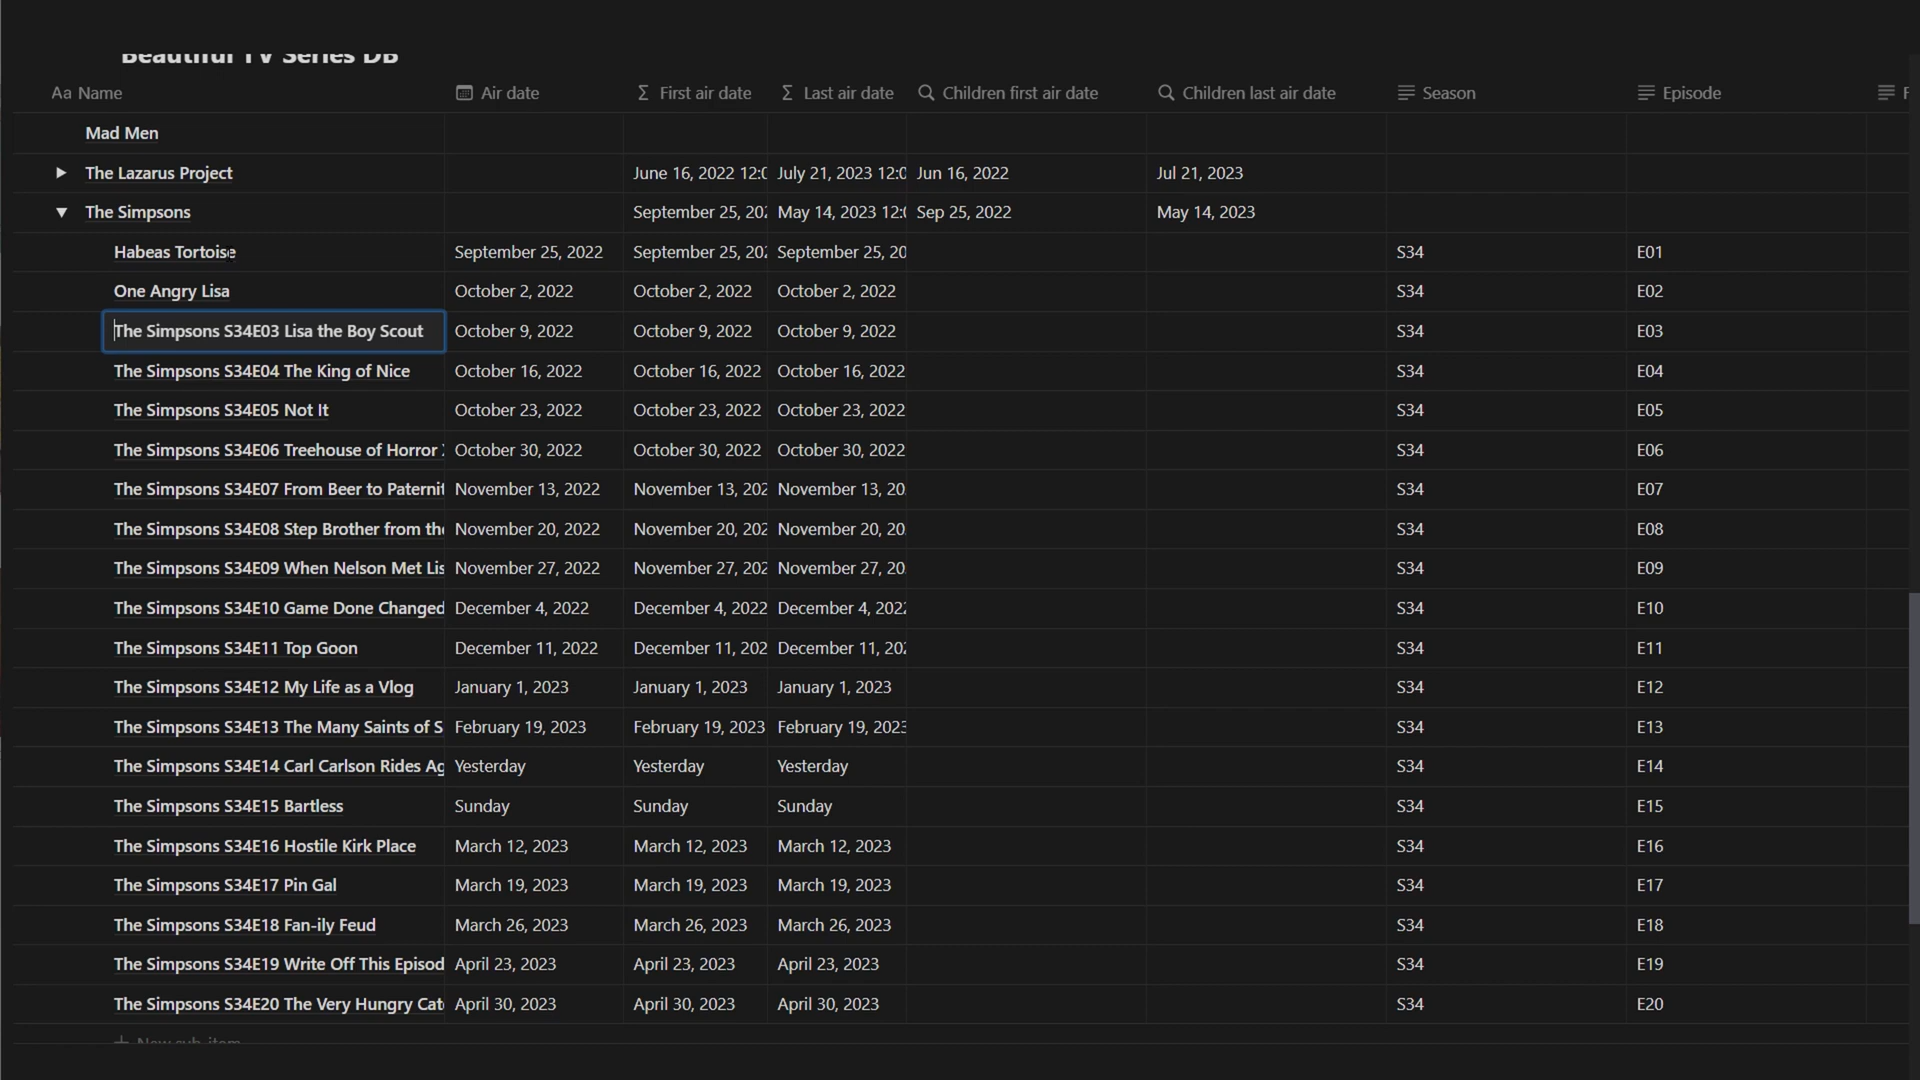 Beautiful TV Series DB
Aa Name Air date Σ First air date Σ Last air date Children first air date Children last air date Season Episode F
Mad Men
The Lazarus Project June 16, 2022 12:0 July 21, 2023 12:0 Jun 16, 2022 Jul 21, 2023
The Simpsons September 25, 202 May 14, 2023 12:0 Sep 25, 2022 May 14, 2023
Habeas Tortoise September 25, 2022 September 25, 202 September 25, 20 S34 E01
One Angry Lisa October 2, 2022 October 2, 2022 October 2, 2022 S34 E02
The Simpsons S34E03 Lisa the Boy Scout October 9, 2022 October 9, 2022 October 9, 2022 S34 E03
The Simpsons S34E04 The King of Nice October 16, 2022 October 16, 2022 October 16, 2022 S34 E04
The Simpsons S34E05 Not It October 23, 2022 October 23, 2022 October 23, 2022 S34 E05
The Simpsons S34E06 Treehouse of Horror October 30, 2022 October 30, 2022 October 30, 2022 S34 E06
The Simpsons S34E07 From Beer to Paternit November 13, 2022 November 13, 202 November 13, 20 S34 E07
The Simpsons S34E08 Step Brother from the November 20, 2022 November 20, 202 November 20, 20 S34 E08
The Simpsons S34E09 When Nelson Met Lis November 27, 2022 November 27, 202 November 27, 20 S34 E09
The Simpsons S34E10 Game Done Changed December 4, 2022 December 4, 2022 December 4, 2022 S34 E10
The Simpsons S34E11 Top Goon December 11, 2022 December 11, 202 December 11, 202 S34 E11
The Simpsons S34E12 My Life as a Vlog January 1, 2023 January 1, 2023 January 1, 2023 S34 E12
The Simpsons S34E13 The Many Saints of S February 19, 2023 February 19, 2023 February 19, 2023 S34 E13
The Simpsons S34E14 Carl Carlson Rides Ag Yesterday Yesterday Yesterday S34 E14
The Simpsons S34E15 Bartless Sunday Sunday Sunday S34 E15
The Simpsons S34E16 Hostile Kirk Place March 12, 2023 March 12, 2023 March 12, 2023 S34 E16
The Simpsons S34E17 Pin Gal March 19, 2023 March 19, 2023 March 19, 2023 S34 E17
The Simpsons S34E18 Fan-ily Feud March 26, 2023 March 26, 2023 March 26, 2023 S34 E18
The Simpsons S34E19 Write Off This Episod April 23, 2023 April 23, 2023 April 23, 2023 S34 E19
The Simpsons S34E20 The Very Hungry Cat April 30, 2023 April 30, 2023 April 30, 2023 S34 E20
+ New sub-item